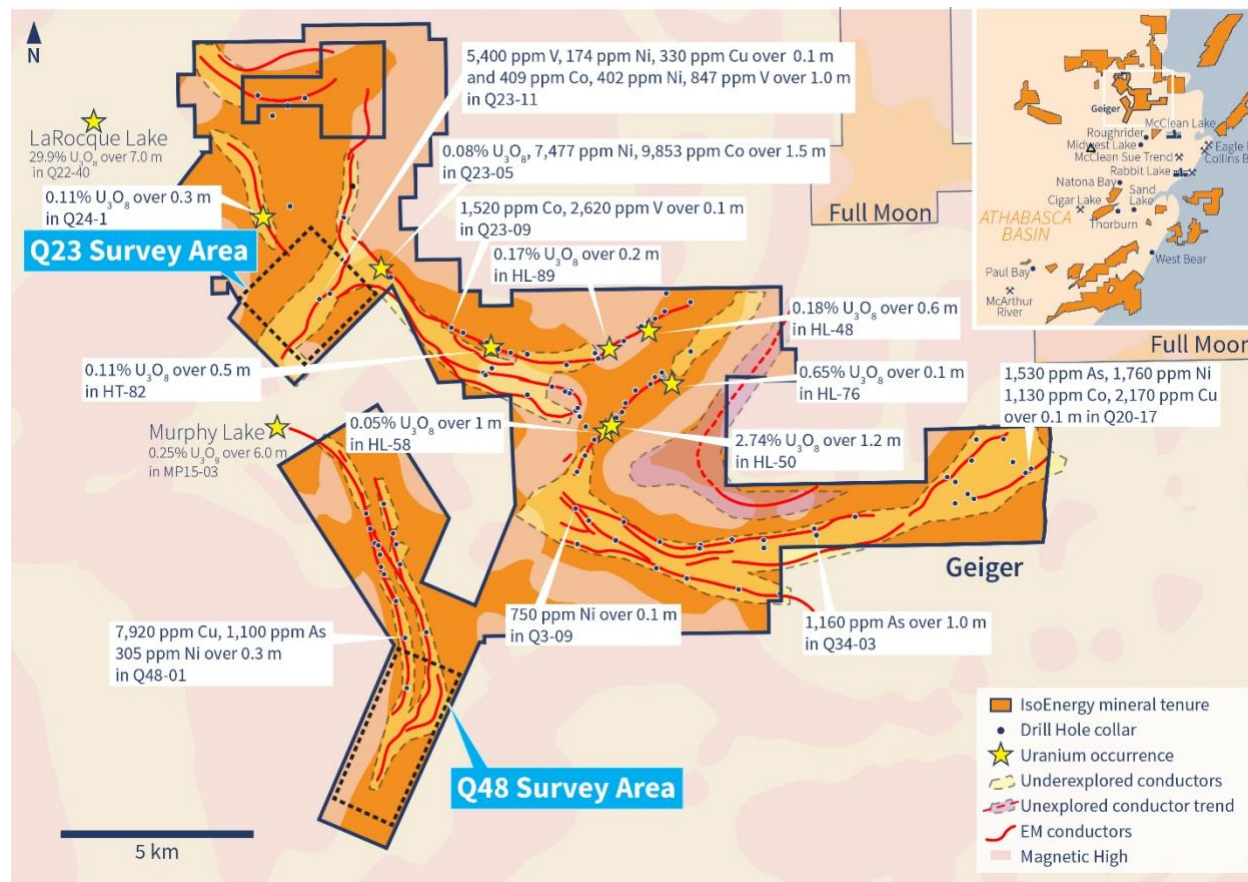 N
5,400 ppm V, 174 ppm Ni, 330 ppm Cu over 0.1 m
and 409 ppm Co, 402 ppm Ni, 847 ppm V over 1.0 m
in Q23-11
LaRocque Lake
29.9% U₃O₈ over 7.0 m
in Q22-40
0.08% U₃O₈, 7,477 ppm Ni, 9,853 ppm Co over 1.5 m
in Q23-05
0.11% U₃O₈ over 0.3 m
in Q24-1
1,520 ppm Co, 2,620 ppm V over 0.1 m
in Q23-09
Q23 Survey Area
0.17% U₃O₈ over 0.2 m
in HL-89
0.18% U₃O₈ over 0.6 m
in HL-48
0.11% U₃O₈ over 0.5 m
in HT-82
0.65% U₃O₈ over 0.1 m
in HL-76
Full Moon
Full Moon
1,530 ppm As, 1,760 ppm Ni
1,130 ppm Co, 2,170 ppm Cu
over 0.1 m in Q20-17
Murphy Lake
0.25% U₃O₈ over 6.0 m
in MP15-03
0.05% U₃O₈ over 1 m
in HL-58
2.74% U₃O₈ over 1.2 m
in HL-50
Geiger
750 ppm Ni over 0.1 m
in Q3-09
1,160 ppm As over 1.0 m
in Q34-03
7,920 ppm Cu, 1,100 ppm As
305 ppm Ni over 0.3 m
in Q48-01
Q48 Survey Area
5 km
IsoEnergy mineral tenure
Drill Hole collar
Uranium occurrence
Underexplored conductors
Unexplored conductor trend
EM conductors
Magnetic High
Geiger
McClean Lake
Roughrider
Midwest Lake
McClean Sue Trend
Eagle
Collins B
Rabbit Lake
Natona Bay
Sand
Lake
Cigar Lake
Thorburn
ATHABASCA
BASIN
West Bear
Paul Bay
McArthur
River